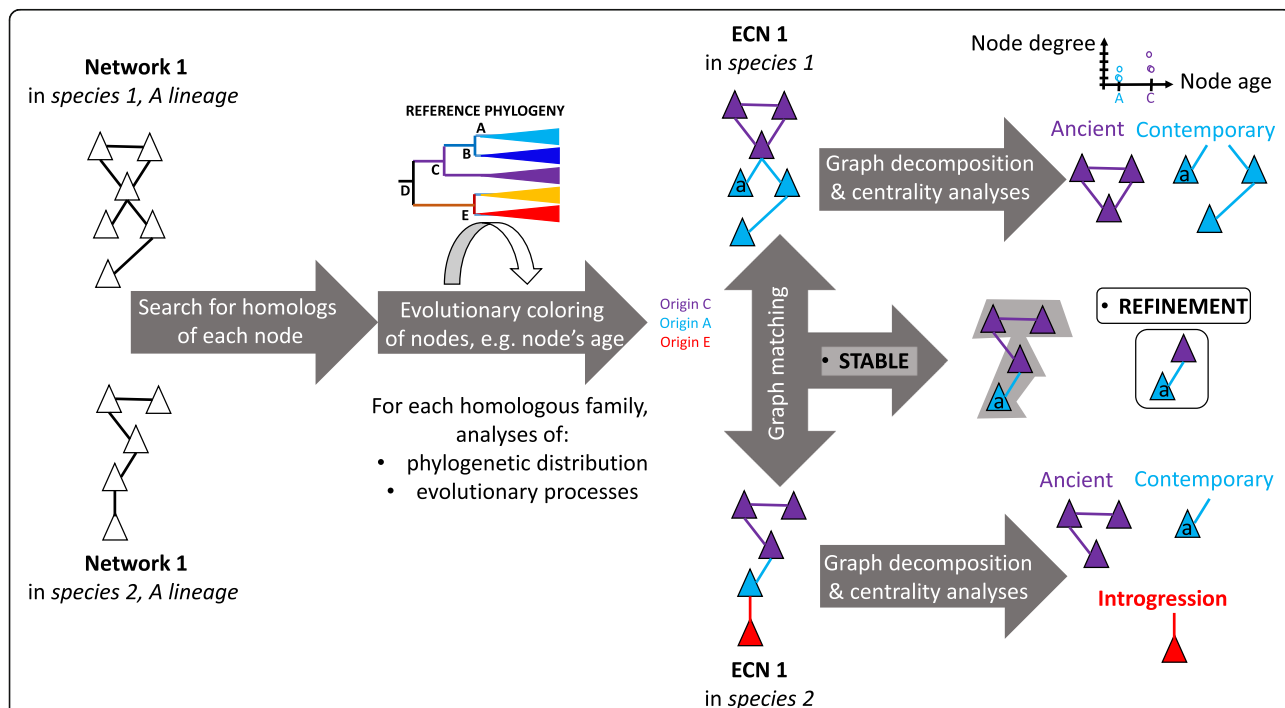 Network 1
in species 1, A lineage
Search for homologs
of each node
Network 1
in species 2, A lineage
REFERENCE PHYLOGENY
A
B
C
D
E
Evolutionary coloring
of nodes, e.g. node's age
For each homologous family,
analyses of:
• phylogenetic distribution
• evolutionary processes
Origin C
Origin A
Origin E
ECN 1
in species 1
a
Graph matching
• STABLE
ECN 1
in species 2
Graph decomposition
& centrality analyses
Node degree
Node age
A
C
Ancient
Contemporary
a
a
• REFINEMENT
a
Graph decomposition
& centrality analyses
Ancient
Contemporary
a
Introgression